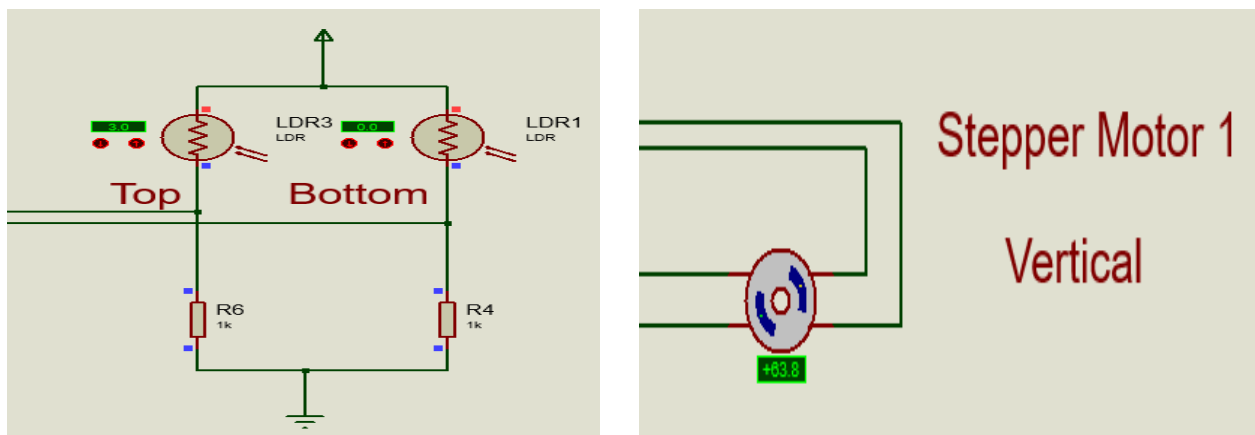 3.0
LDR3
LDR
0.0
LDR1
LDR
Top
Bottom
R6
1k
R4
1k
Stepper Motor 1
Vertical
+63.8